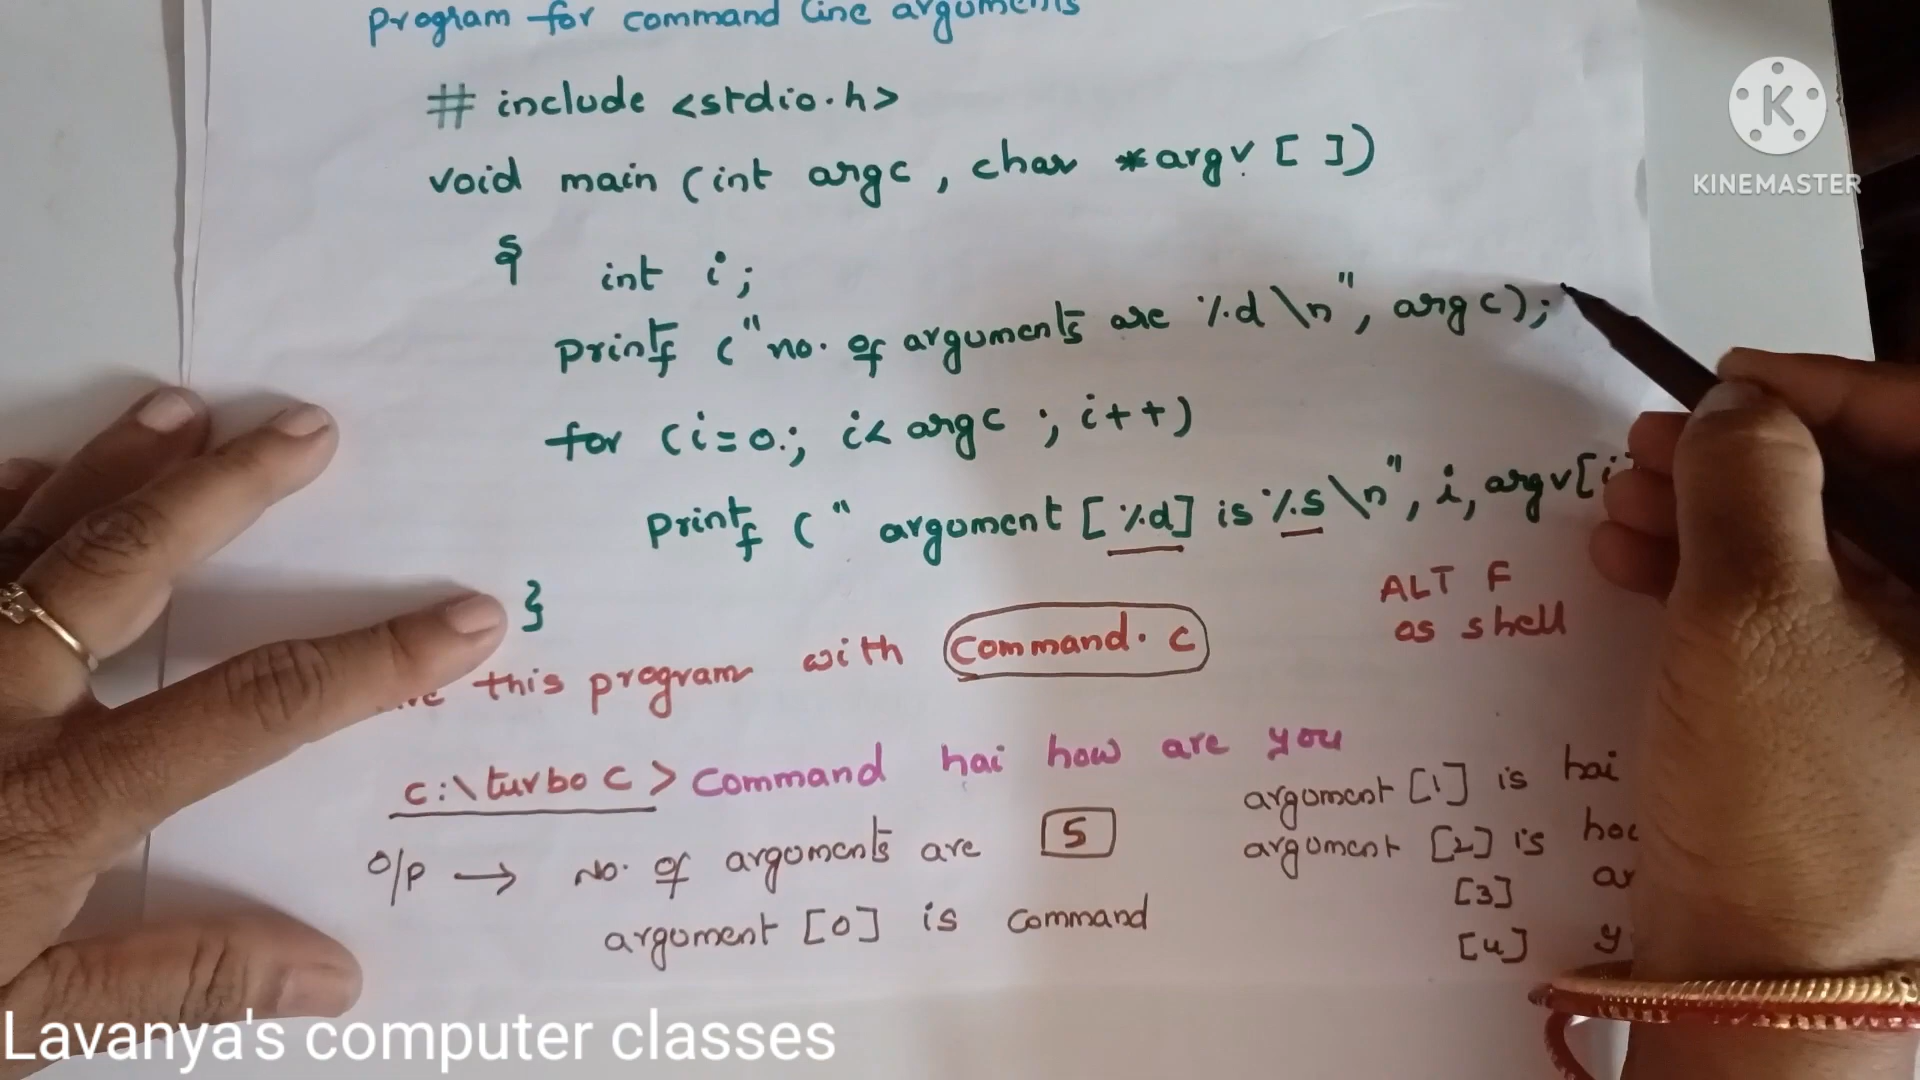 Program for command line arguments
# include <stdio.h>
void main (int argc, char *argv [ ])
{ int i;
printf ("no. of arguments are %d \n", argc);
for (i=0; i< argc ; i++)
printf (" argument [%d] is %s \n", i, argv[i
}
this program with Command.c
ALT F
os shell
c:\turbo c> Command hai how are you
O/P → No. of arguments are 5
argument [0] is command
argument [1] is hai
argument [2] is
[3]
[4]
KINEMASTER
Lavanya's computer classes